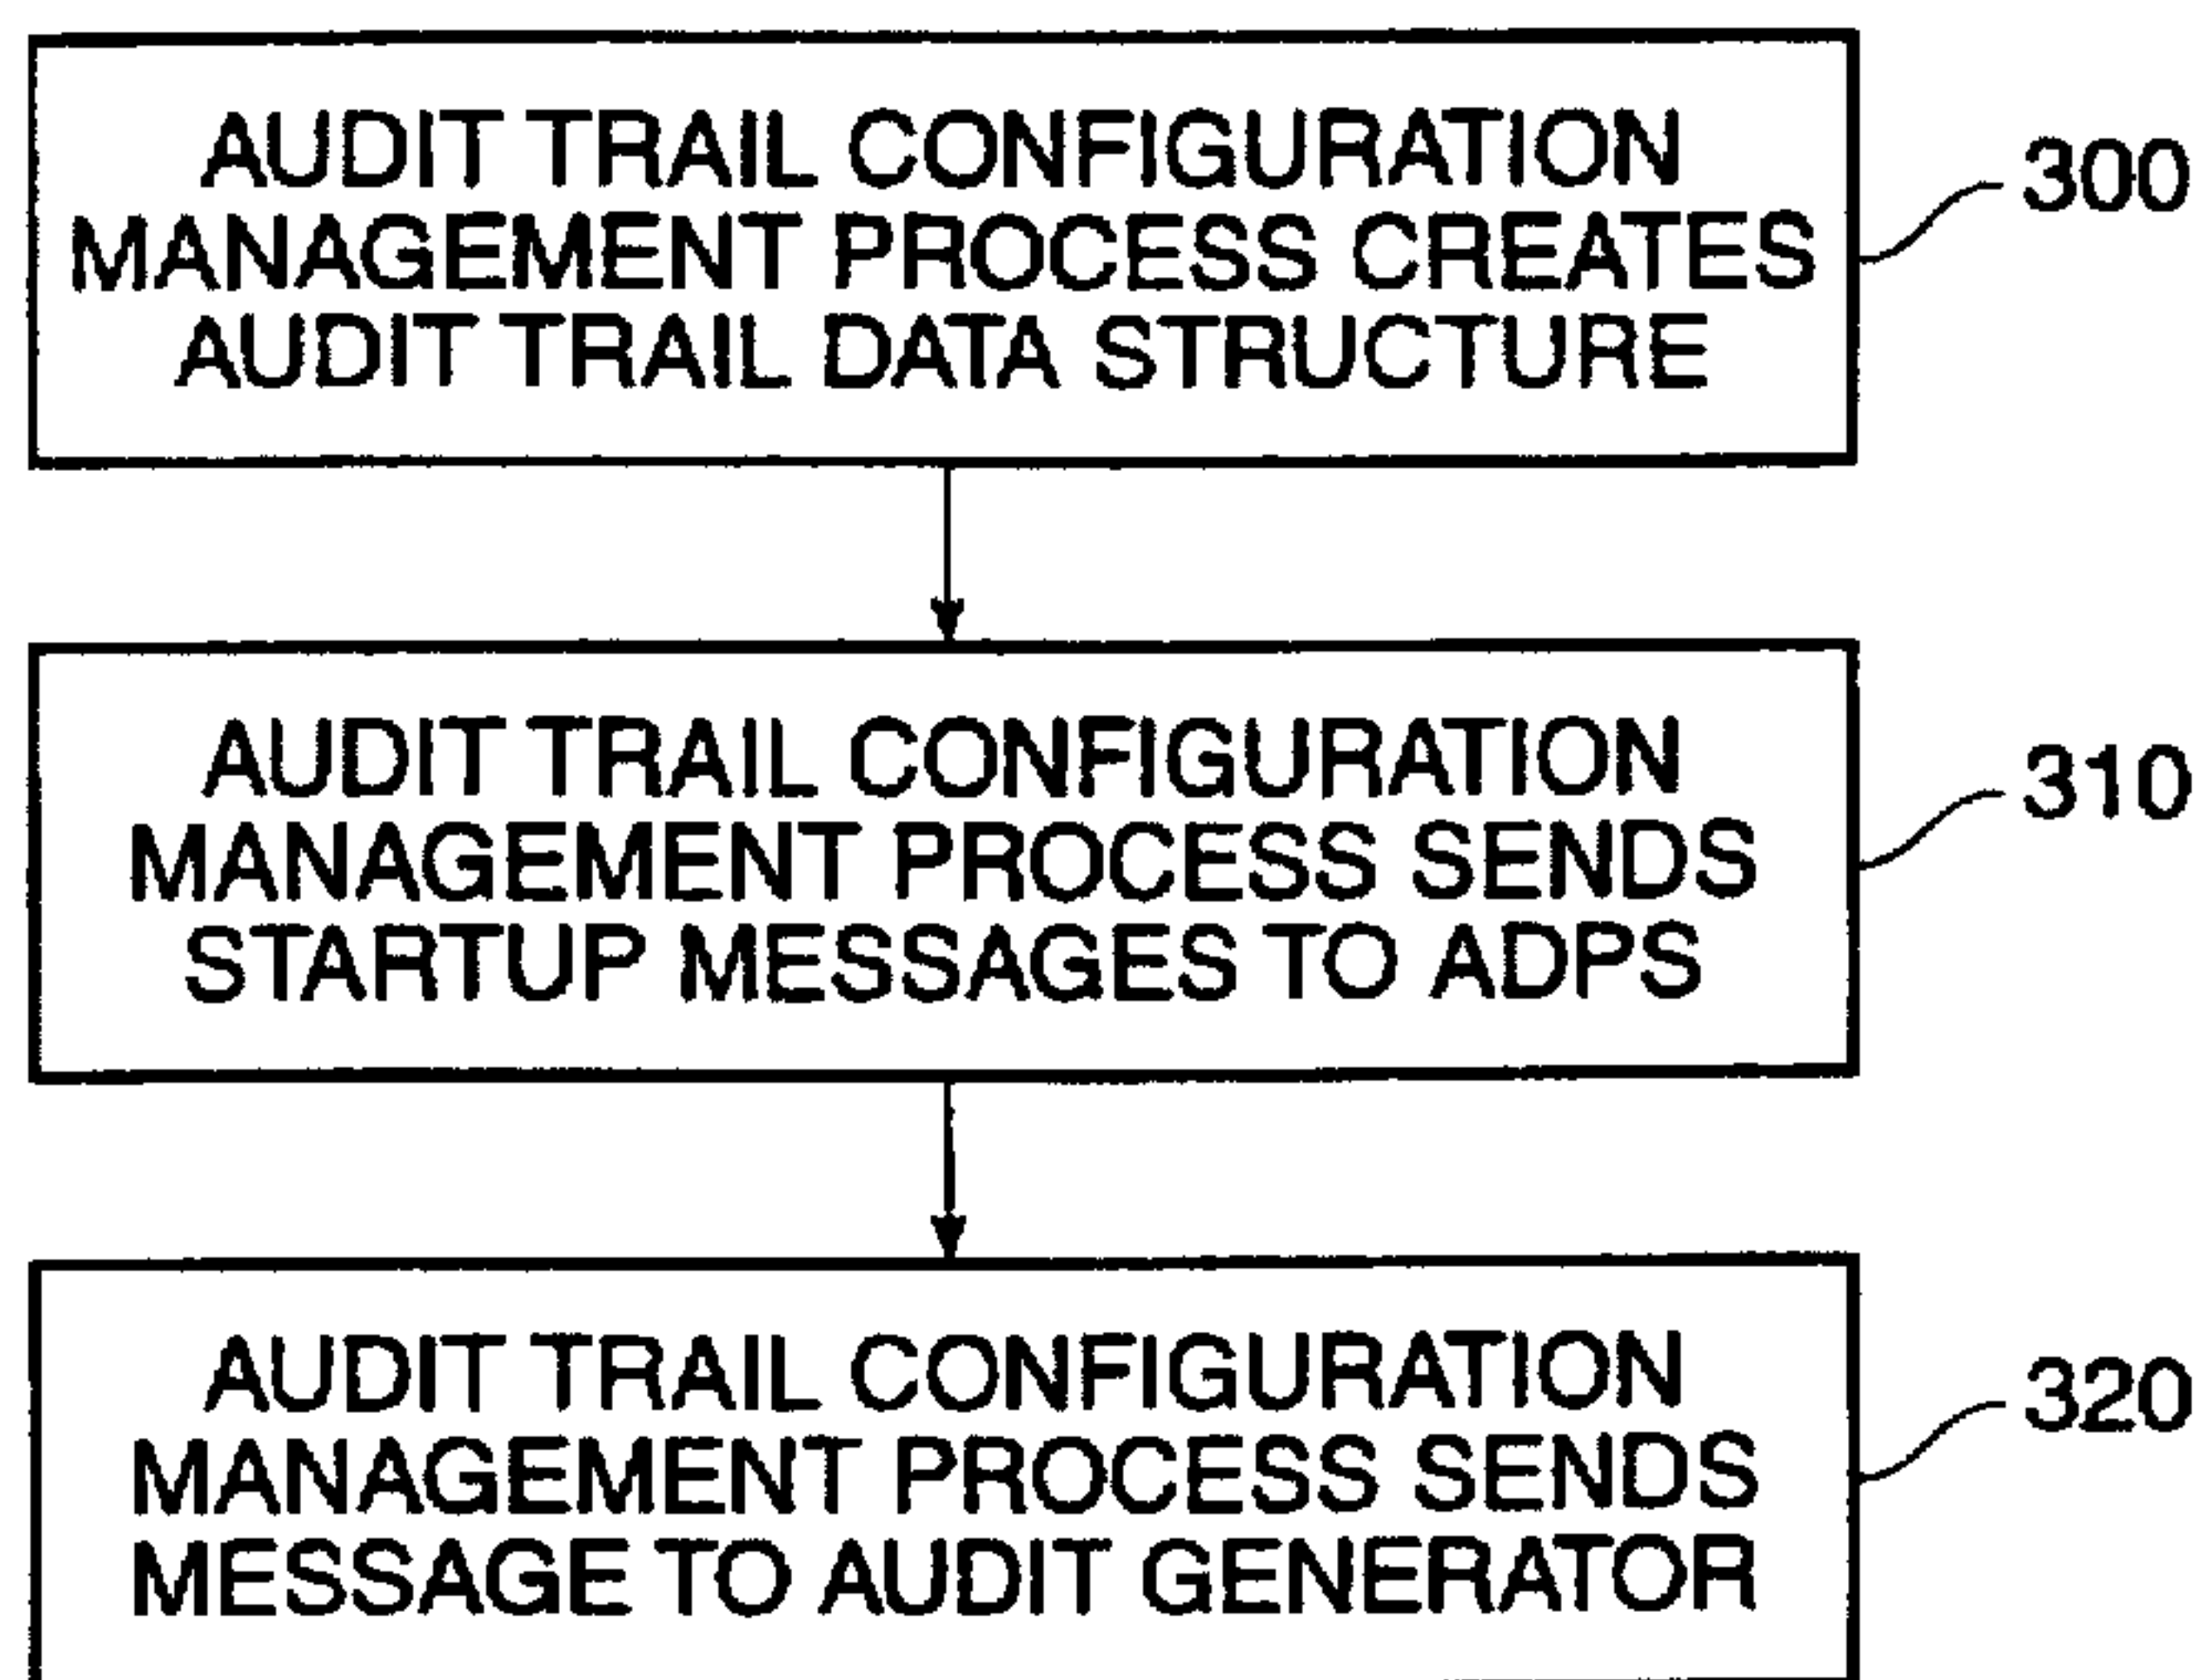 AUDIT TRAIL CONFIGURATION
MANAGEMENT PROCESS CREATES
AUDIT TRAIL DATA STRUCTURE
300
AUDIT TRAIL CONFIGURATION
MANAGEMENT PROCESS SENDS
STARTUP MESSAGES TO ADPS
310
AUDIT TRAIL CONFIGURATION
MANAGEMENT PROCESS SENDS
MESSAGE TO AUDIT GENERATOR
320